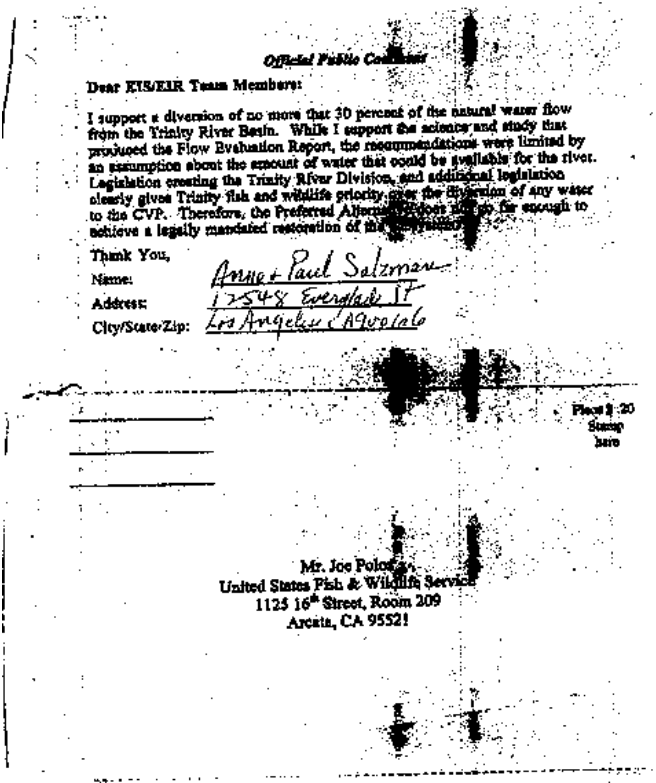 Official Public Comment
Dear EIS/EIR Team Members:
I support a diversion of no more that 30 percent of the natural water flow
from the Trinity River Basin. While I support the science and study that
produced the Flow Evaluation Report, the recommendations were limited by
an assumption about the amount of water that could be available for the river.
Legislation creating the Trinity River Division, and additional legislation
clearly gives Trinity fish and wildlife priority over the diversion of any water
to the CVP. Therefore, the Preferred Alternative does not go far enough to
achieve a legally mandated restoration of the
Thank You,
Name: Anne + Paul Salzman
Address: 12548 Everglade St
City/State/Zip: Los Angeles CA 90066
Place $ .20
Stamp
here
Mr. Joe Polos
United States Fish & Wildlife Service
1125 16th Street, Room 209
Arcata, CA 95521